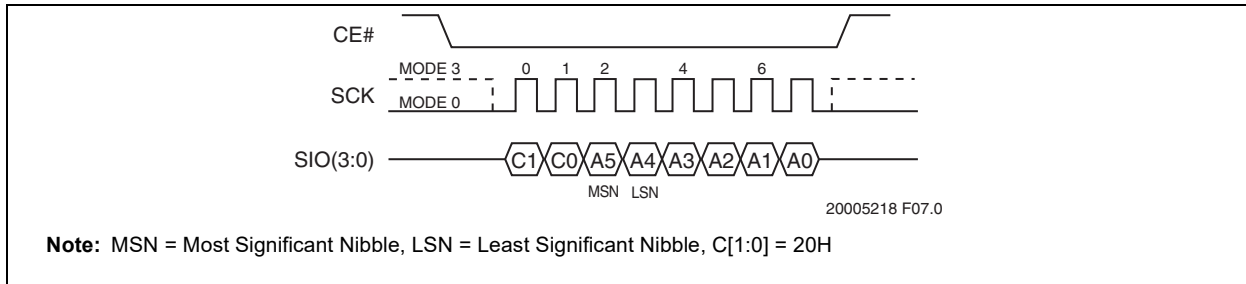 CE#
MODE 3 0 1 2 4 6
SCK
MODE 0
SIO(3:0) C1 C0 A5 A4 A3 A2 A1 A0
MSN LSN
20005218 F07.0
Note: MSN = Most Significant Nibble, LSN = Least Significant Nibble, C[1:0] = 20H